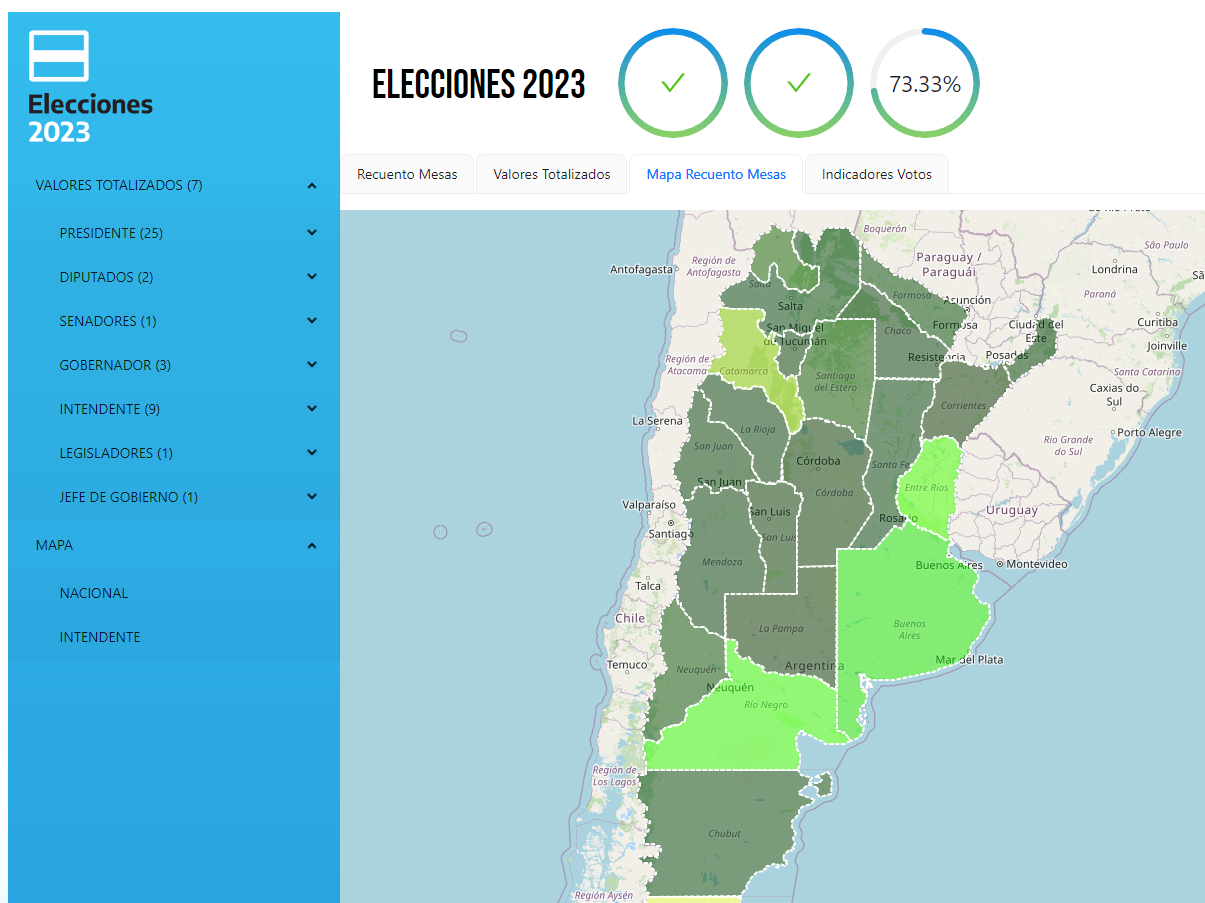 Elecciones
2023
VALORES TOTALIZADOS (7)
PRESIDENTE (25)
DIPUTADOS (2)
SENADORES (1)
GOBERNADOR (3)
INTENDENTE (9)
LEGISLADORES (1)
JEFE DE GOBIERNO (1)
MAPA
NACIONAL
INTENDENTE
ELECCIONES 2023
73.33%
Recuento Mesas
Valores Totalizados
Mapa Recuento Mesas
Indicadores Votos
Boquerón
São Paulo
Antofagasta
Región de
Antofagasta
Paraguay /
Paraguái
Londrina
Salta
Paraná
Salta
Formosa
Asunción
San Miguel
de Tucumán
Chaco
Formosa
Ciudad del
Este
Curitiba
Joinville
Región de
Atacama
Catamarca
Santiago
del Estero
Resistencia
Posadas
Santa Catarina
Caxias do
Sul
Corrientes
La Serena
La Rioja
Porto Alegre
San Juan
Córdoba
Rio Grande
do Sul
Santa Fe
San Juan
Córdoba
Entre Ríos
Valparaíso
San Luis
Rosario
Uruguay
Santiago
San Luis
Mendoza
Buenos Aires
Montevideo
Talca
Chile
La Pampa
Buenos
Aires
Temuco
Neuquén
Argentina
Mar del Plata
Neuquén
Río Negro
Región de
Los Lagos
Chubut
Región Aysén